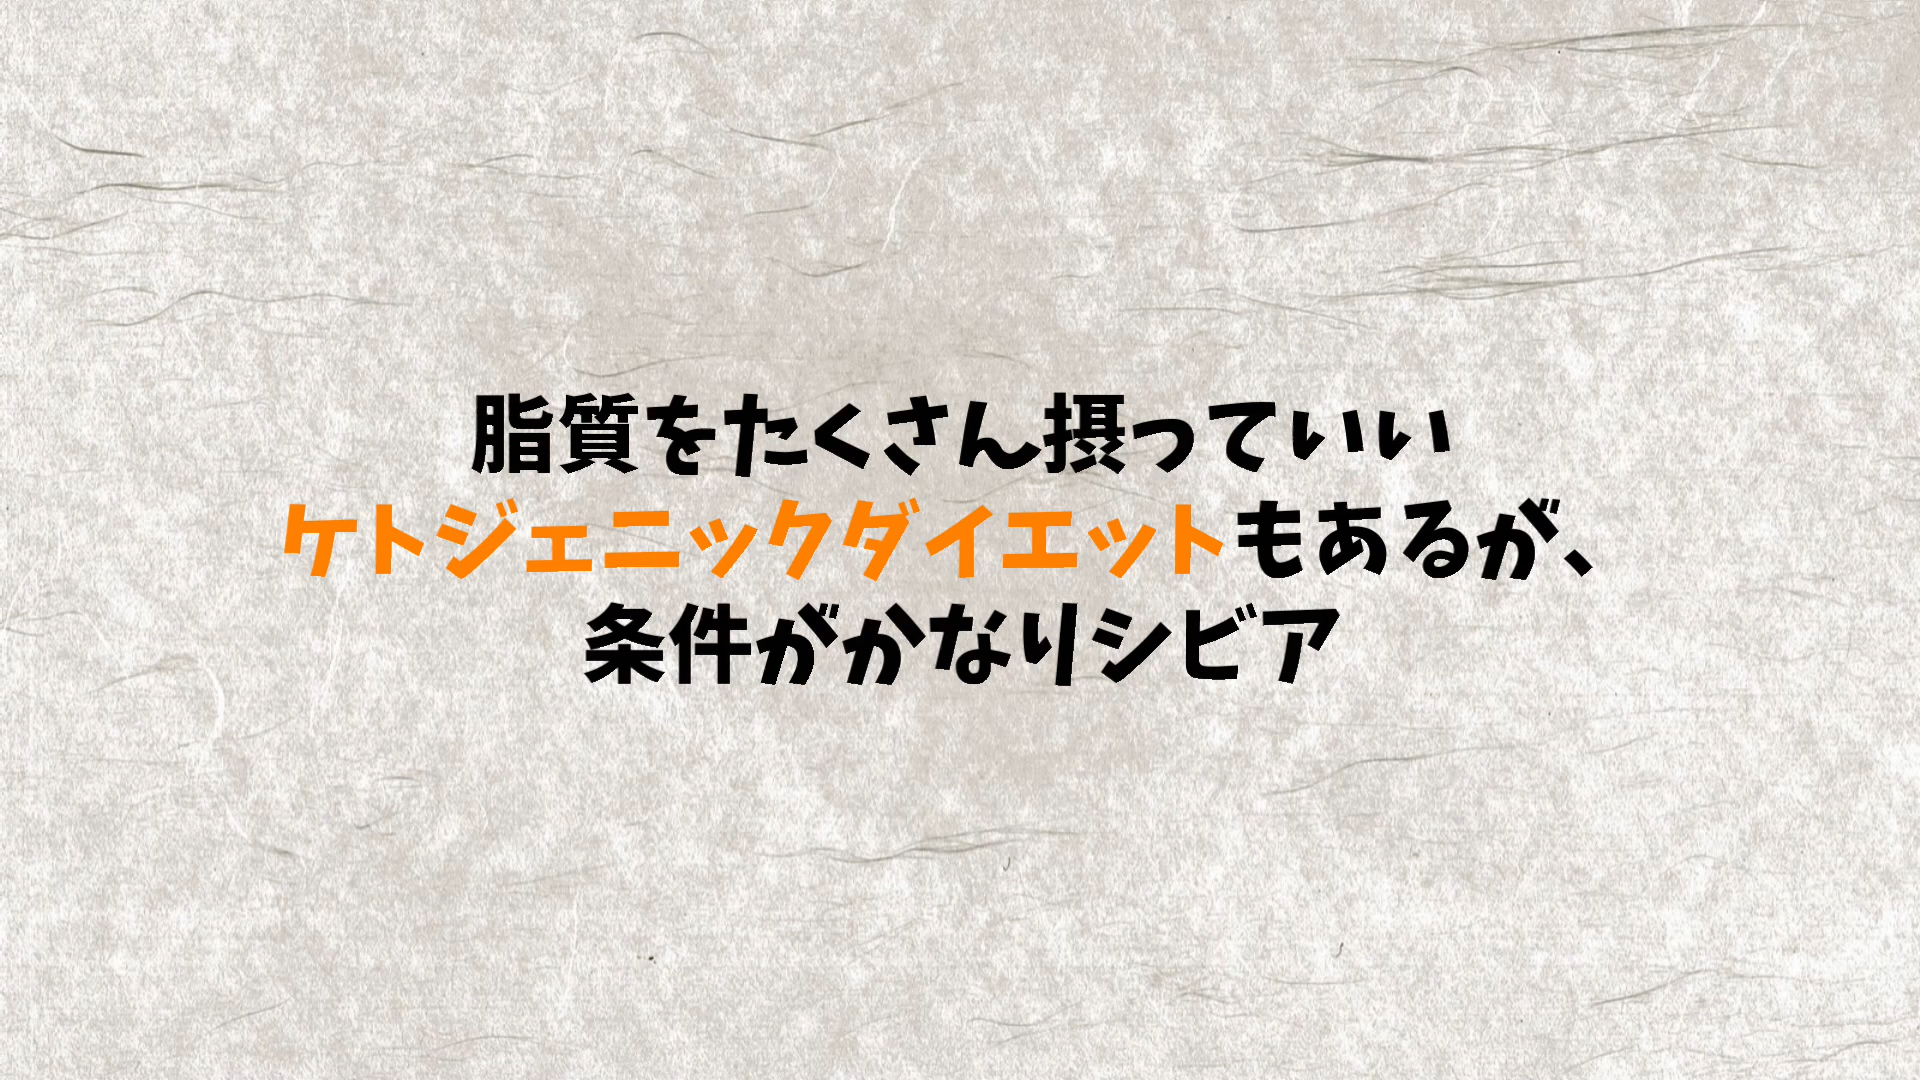 脂質をたくさん摂っていい
ケトジェニックダイエットもあるが、
条件がかなりシビア